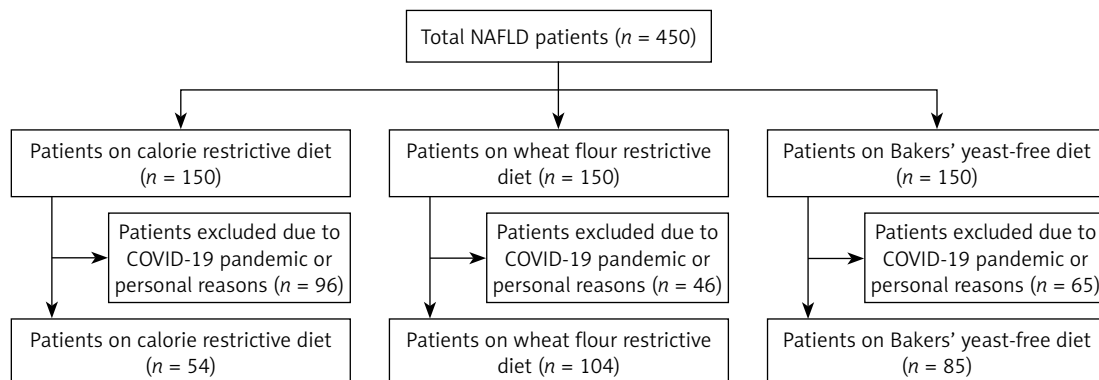 Total NAFLD patients (n = 450)
Patients on calorie restrictive diet
(n = 150)
Patients on wheat flour restrictive
diet (n = 150)
Patients on Bakers’ yeast-free diet
(n = 150)
Patients excluded due to
COVID-19 pandemic or
personal reasons (n = 96)
Patients excluded due to
COVID-19 pandemic or
personal reasons (n = 46)
Patients excluded due to
COVID-19 pandemic or
personal reasons (n = 65)
Patients on calorie restrictive diet
(n = 54)
Patients on wheat flour restrictive
diet (n = 104)
Patients on Bakers’ yeast-free diet
(n = 85)